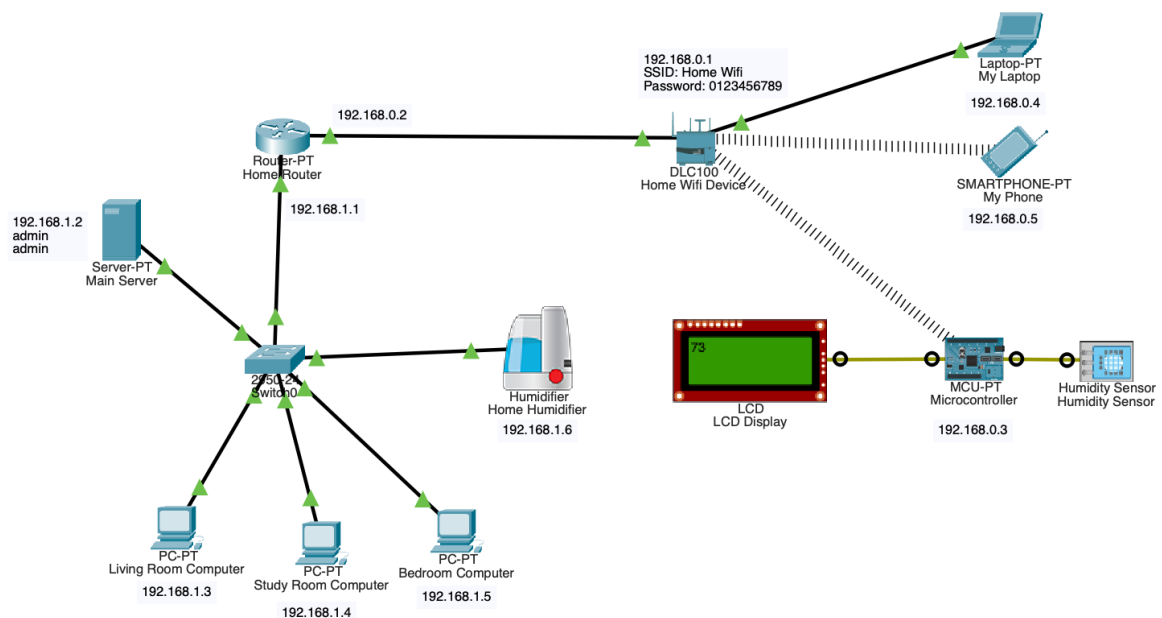 192.168.0.1
SSID: Home Wifi
Password: 0123456789
Laptop-PT
My Laptop
192.168.0.4
192.168.0.2
Router-PT
Home Router
DLC100
Home Wifi Device
SMARTPHONE-PT
My Phone
192.168.0.5
192.168.1.1
192.168.1.2
admin
admin
Server-PT
Main Server
2950-24
Switch0
Humidifier
Home Humidifier
192.168.1.6
73
LCD
LCD Display
MCU-PT
Microcontroller
192.168.0.3
Humidity Sensor
Humidity Sensor
PC-PT
Living Room Computer
192.168.1.3
PC-PT
Study Room Computer
192.168.1.4
PC-PT
Bedroom Computer
192.168.1.5